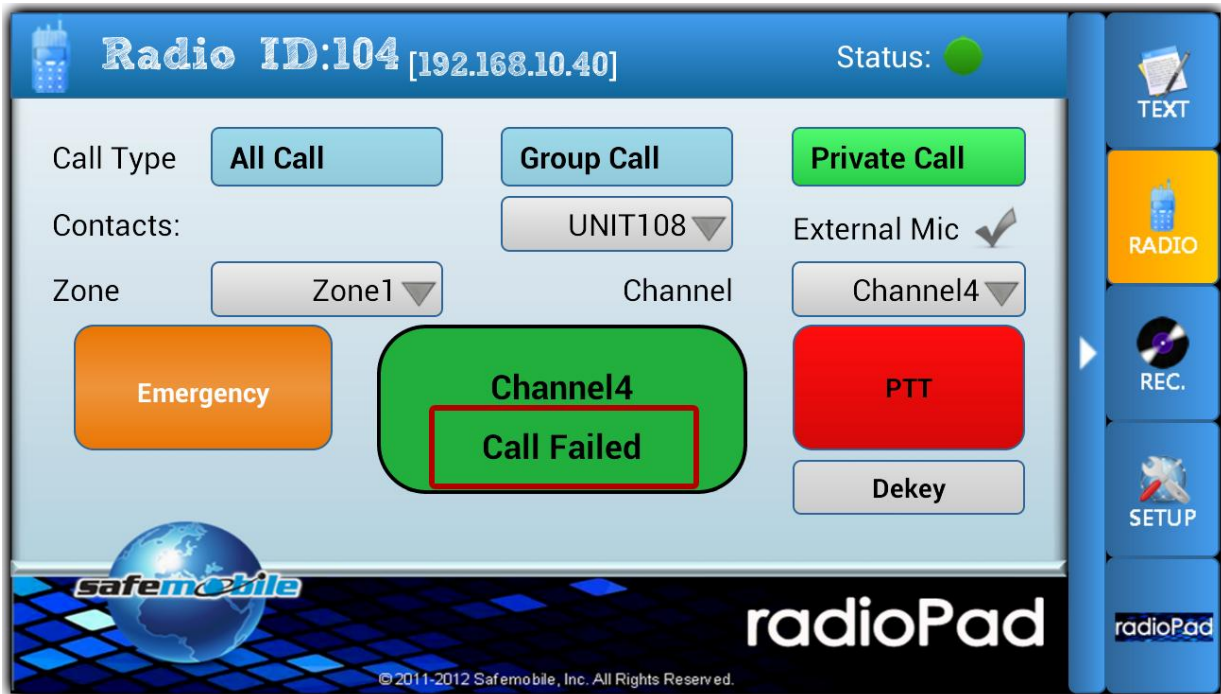 Radio ID:104 [192.168.10.40] Status:
Call Type All Call Group Call Private Call
Contacts: UNIT108 External Mic
Zone Zone1 Channel Channel4
Emergency
Channel4
Call Failed
PTT
Dekey
safemobile
radioPad
©2011-2012 Safemobile, Inc. All Rights Reserved.
TEXT
RADIO
REC.
SETUP
radioPad